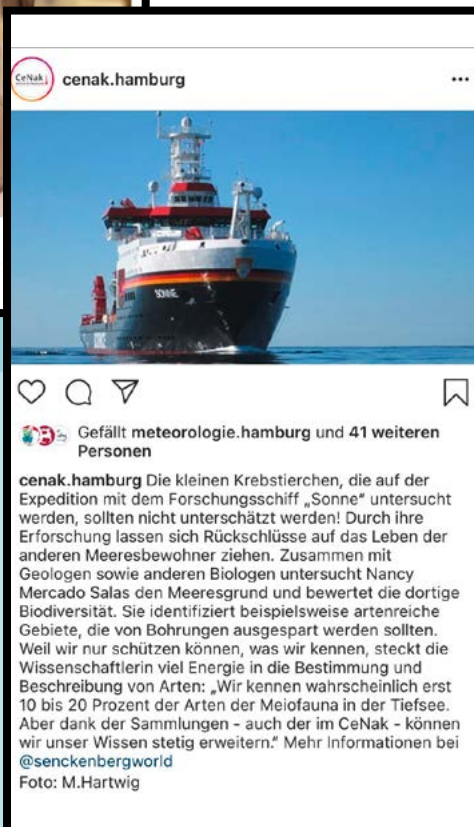 CeNak
cenak.hamburg
SONNE
Gefällt meteorologie.hamburg und 41 weiteren
Personen
cenak.hamburg Die kleinen Krebstierchen, die auf der
Expedition mit dem Forschungsschiff „Sonne“ untersucht
werden, sollten nicht unterschätzt werden! Durch ihre
Erforschung lassen sich Rückschlüsse auf das Leben der
anderen Meeresbewohner ziehen. Zusammen mit
Geologen sowie anderen Biologen untersucht Nancy
Mercado Salas den Meeresgrund und bewertet die dortige
Biodiversität. Sie identifiziert beispielsweise artenreiche
Gebiete, die von Bohrungen ausgespart werden sollten.
Weil wir nur schützen können, was wir kennen, steckt die
Wissenschaftlerin viel Energie in die Bestimmung und
Beschreibung von Arten: „Wir kennen wahrscheinlich erst
10 bis 20 Prozent der Arten der Meiofauna in der Tiefsee.
Aber dank der Sammlungen - auch der im CeNak - können
wir unser Wissen stetig erweitern.“ Mehr Informationen bei
@senckenbergworld
Foto: M.Hartwig